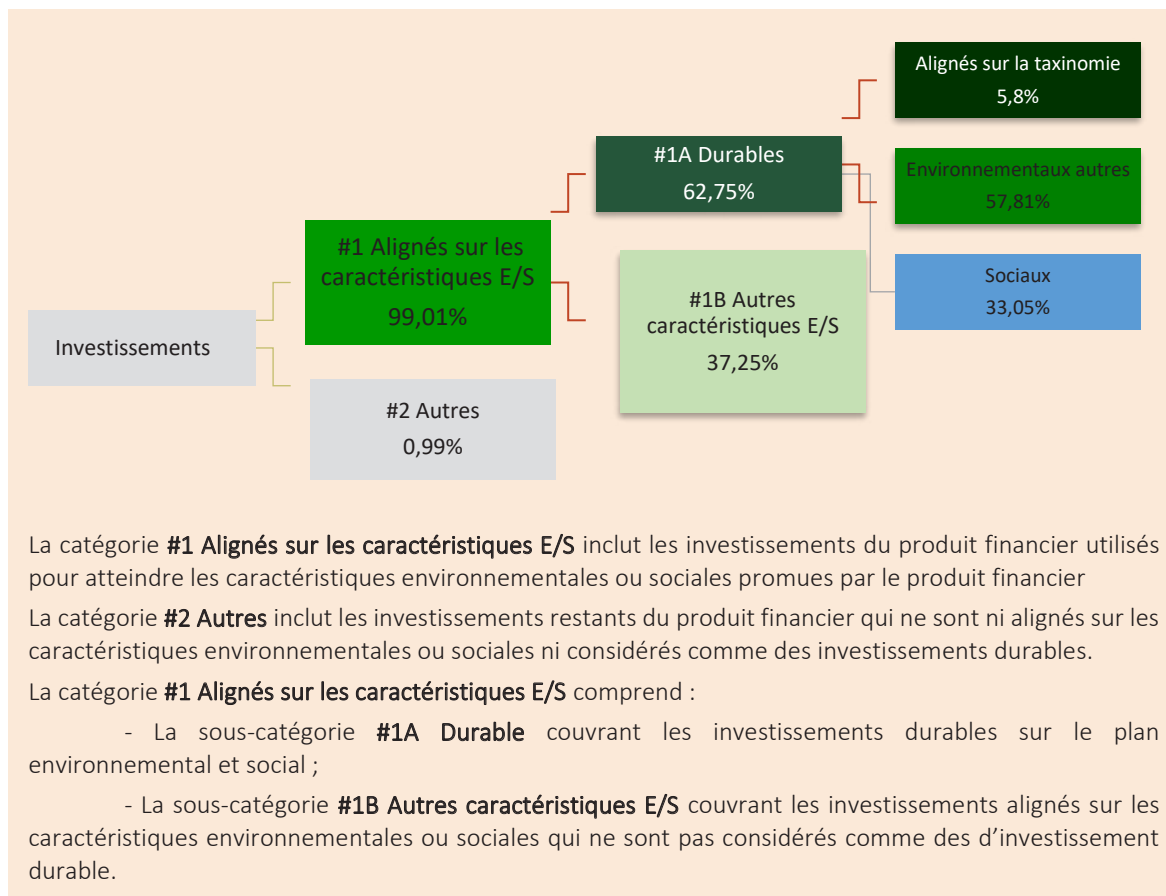 Alignés sur la taxinomie
5,8%
#1A Durables
62,75%
Environnementaux autres
57,81%
#1 Alignés sur les
caractéristiques E/S
99,01%
#1B Autres
caractéristiques E/S
37,25%
Sociaux
33,05%
Investissements
#2 Autres
0,99%
La catégorie #1 Alignés sur les caractéristiques E/S inclut les investissements du produit financier utilisés
pour atteindre les caractéristiques environnementales ou sociales promues par le produit financier
La catégorie #2 Autres inclut les investissements restants du produit financier qui ne sont ni alignés sur les
caractéristiques environnementales ou sociales ni considérés comme des investissements durables.
La catégorie #1 Alignés sur les caractéristiques E/S comprend :
- La sous-catégorie #1A Durable couvrant les investissements durables sur le plan
environnemental et social ;
- La sous-catégorie #1B Autres caractéristiques E/S couvrant les investissements alignés sur les
caractéristiques environnementales ou sociales qui ne sont pas considérés comme des d'investissement
durable.